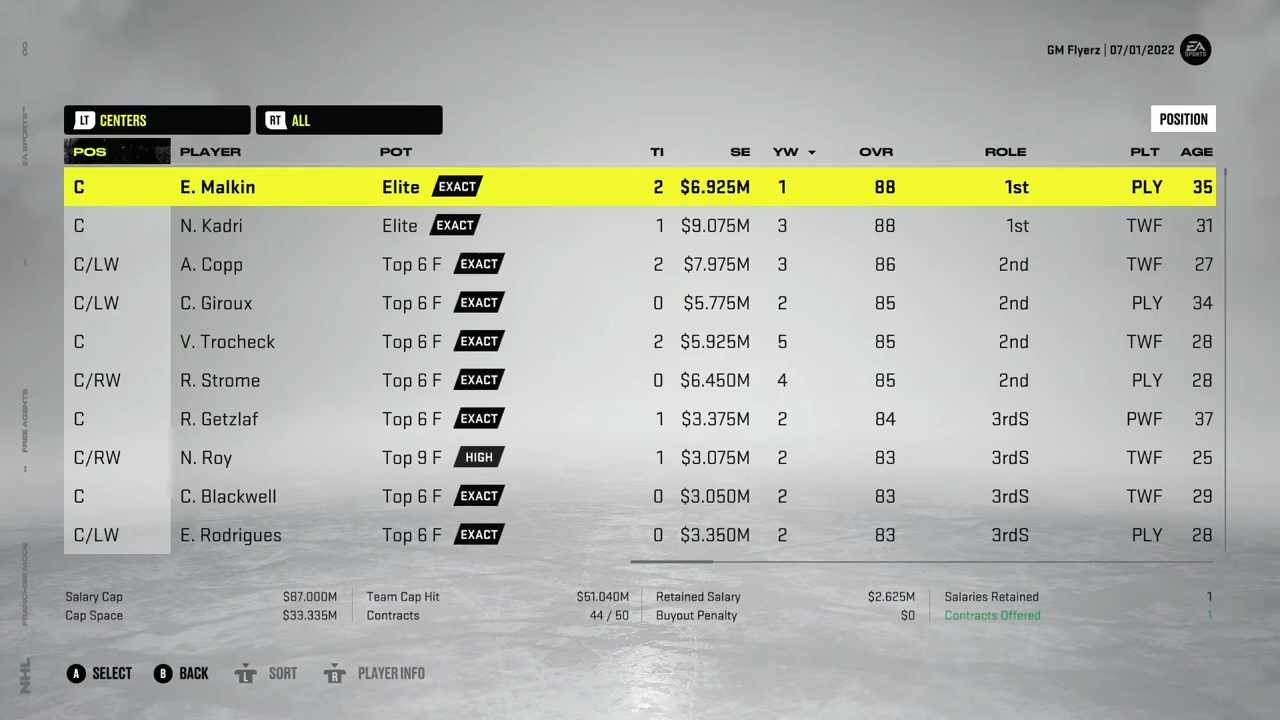 GM Flyerz | 07/01/2022 EA SPORTS
LT CENTERS RT ALL POSITION
POS PLAYER POT TI SE YW OVR ROLE PLT AGE
C E. Malkin Elite EXACT 2 $6.925M 1 88 1st PLY 35
C N. Kadri Elite EXACT 1 $9.075M 3 88 1st TWF 31
C/LW A. Copp Top 6 F EXACT 2 $7.975M 3 86 2nd TWF 27
C/LW C. Giroux Top 6 F EXACT 0 $5.775M 2 85 2nd PLY 34
C V. Trocheck Top 6 F EXACT 2 $5.925M 5 85 2nd TWF 28
C/RW R. Strome Top 6 F EXACT 0 $6.450M 4 85 2nd PLY 28
C R. Getzlaf Top 6 F EXACT 1 $3.375M 2 84 3rdS PWF 37
C/RW N. Roy Top 9 F HIGH 1 $3.075M 2 83 3rdS TWF 25
C C. Blackwell Top 6 F EXACT 0 $3.050M 2 83 3rdS TWF 29
C/LW E. Rodrigues Top 6 F EXACT 0 $3.350M 2 83 3rdS PLY 28
Salary Cap $87.000M Team Cap Hit $51.040M Retained Salary $2.625M Salaries Retained 1
Cap Space $33.335M Contracts 44 / 50 Buyout Penalty $0 Contracts Offered 1
A SELECT B BACK L SORT R PLAYER INFO
NHL
FRANCHISE MODE
FREE AGENTS
EA SPORTS™